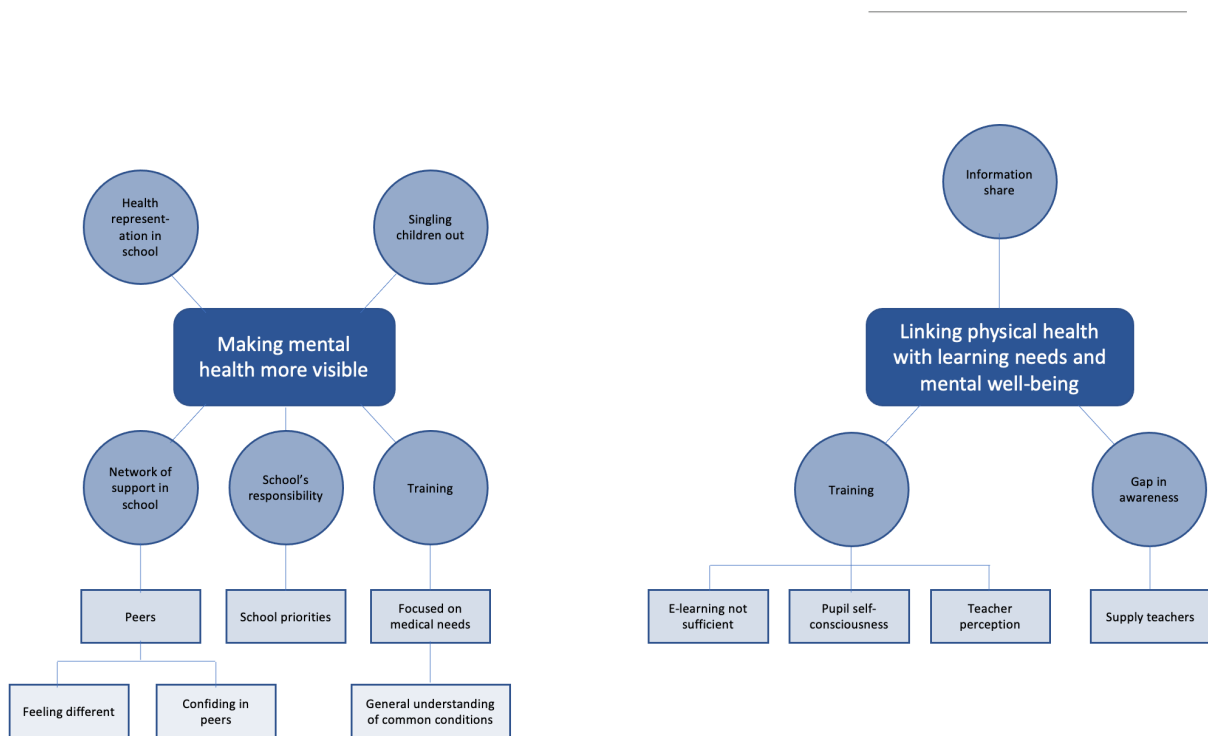 Health
represent-
ation in
school
Singling
children out
Making mental
health more visible
Network of
support in
school
School’s
responsibility
Training
Peers
School priorities
Focused on
medical needs
Feeling different
Confiding in
peers
General understanding
of common conditions
Information
share
Linking physical health
with learning needs and
mental well-being
Training
Gap in
awareness
E-learning not
sufficient
Pupil self-
consciousness
Teacher
perception
Supply teachers